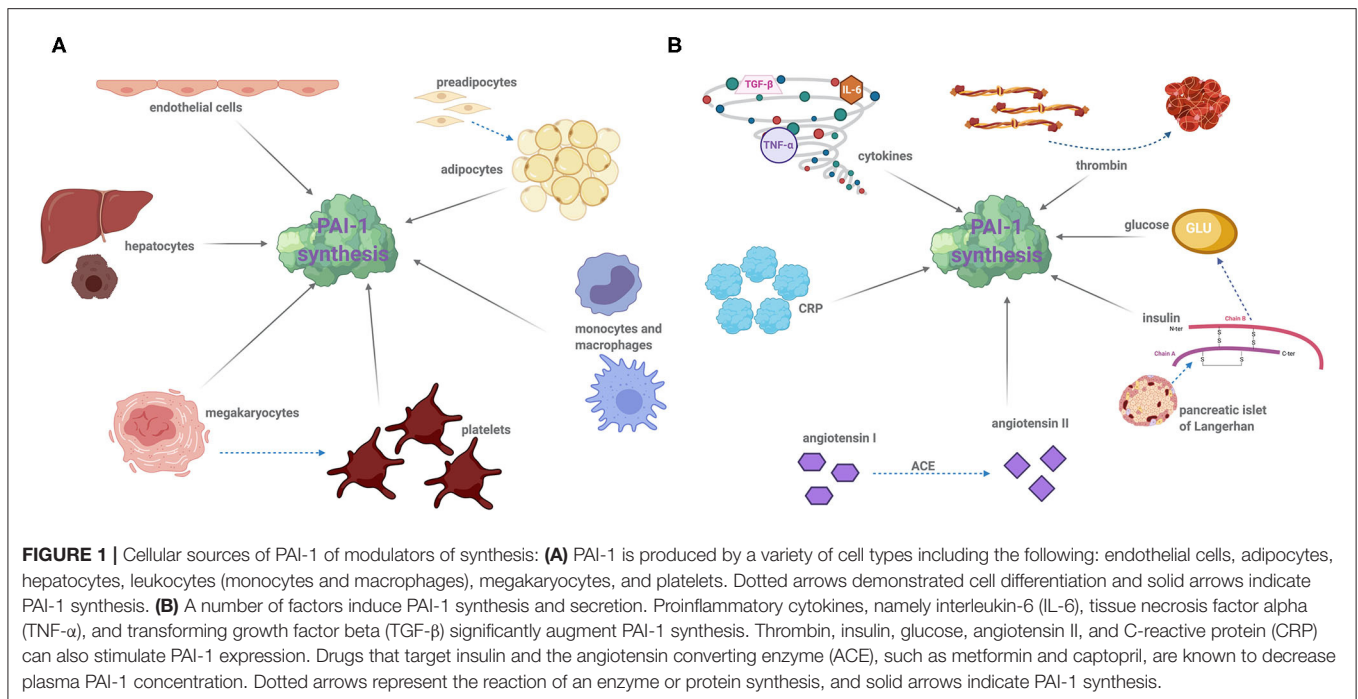 A
endothelial cells
preadipocytes
adipocytes
hepatocytes
PAI-1
synthesis
monocytes and
macrophages
megakaryocytes
platelets
B
TGF-β
IL-6
TNF-α
cytokines
thrombin
PAI-1
synthesis
glucose
GLU
CRP
insulin
N-ter
Chain B
S
S
S
S
Chain A
S
S
C-ter
pancreatic islet
of Langerhan
angiotensin I
ACE
angiotensin II
FIGURE 1 | Cellular sources of PAI-1 of modulators of synthesis: (A) PAI-1 is produced by a variety of cell types including the following: endothelial cells, adipocytes,
hepatocytes, leukocytes (monocytes and macrophages), megakaryocytes, and platelets. Dotted arrows demonstrated cell differentiation and solid arrows indicate
PAI-1 synthesis. (B) A number of factors induce PAI-1 synthesis and secretion. Proinflammatory cytokines, namely interleukin-6 (IL-6), tissue necrosis factor alpha
(TNF-α), and transforming growth factor beta (TGF-β) significantly augment PAI-1 synthesis. Thrombin, insulin, glucose, angiotensin II, and C-reactive protein (CRP)
can also stimulate PAI-1 expression. Drugs that target insulin and the angiotensin converting enzyme (ACE), such as metformin and captopril, are known to decrease
plasma PAI-1 concentration. Dotted arrows represent the reaction of an enzyme or protein synthesis, and solid arrows indicate PAI-1 synthesis.